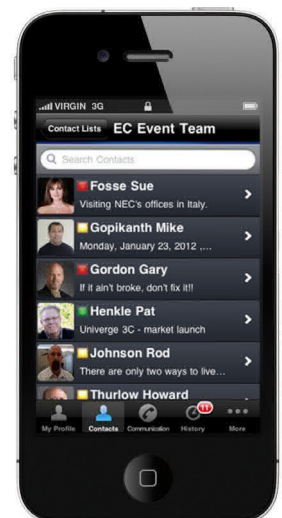 VIRGIN 3G
Contact Lists EC Event Team
Search Contacts
Fosse Sue
Visiting NEC's offices in Italy.
Gopikanth Mike
Monday, January 23, 2012 ,...
Gordon Gary
If it ain't broke, don't fix it!!
Henkle Pat
Univerge 3C - market launch
Johnson Rod
There are only two ways to live...
Thurlow Howard
My Profile Contacts Communication History More
11